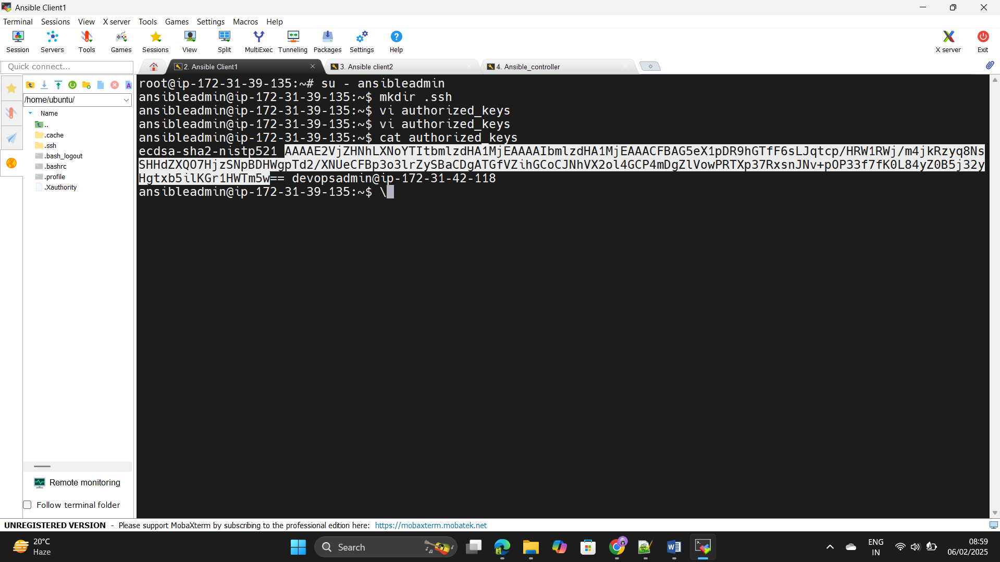 Ansible Client1
Terminal Sessions View X server Tools Games Settings Macros Help
Session Servers Tools Games Sessions View Split MultiExec Tunneling Packages Settings Help X server Exit
Quick connect...
2. Ansible Client1
3. Ansible client2
4. Ansible_controller
/home/ubuntu/
Name
..
.cache
.ssh
.bash_logout
.bashrc
.profile
.Xauthority
Remote monitoring
Follow terminal folder
root@ip-172-31-39-135:~# su - ansibleadmin
ansibleadmin@ip-172-31-39-135:~$ mkdir .ssh
ansibleadmin@ip-172-31-39-135:~$ vi authorized_keys
ansibleadmin@ip-172-31-39-135:~$ vi authorized_keys
ansibleadmin@ip-172-31-39-135:~$ cat authorized_keys
ecdsa-sha2-nistp521 AAAAE2VjZHNhLXNoYTItbmlzdHA1MjEAAAAIbmlzdHA1MjEAAACFBAG5eX1pDR9hGTfF6sLJqtcp/HRW1RWj/m4jkRzyq8Ns
SHHdZXQO7HjzSNpBDHWgpTd2/XNUeCFBp3o3lrZySBaCDgATGfVZihGCoCJNhVX2ol4GCP4mDgZlVowPRTXp37RxsnJNv+pOP33f7fK0L84yZ0B5j32y
Hgtxb5ilKGr1HWTm5w== devopsadmin@ip-172-31-42-118
ansibleadmin@ip-172-31-39-135:~$ \
UNREGISTERED VERSION - Please support MobaXterm by subscribing to the professional edition here: https://mobaxterm.mobatek.net
20°C
Haze
Search
ENG
IN
08:59
06/02/2025